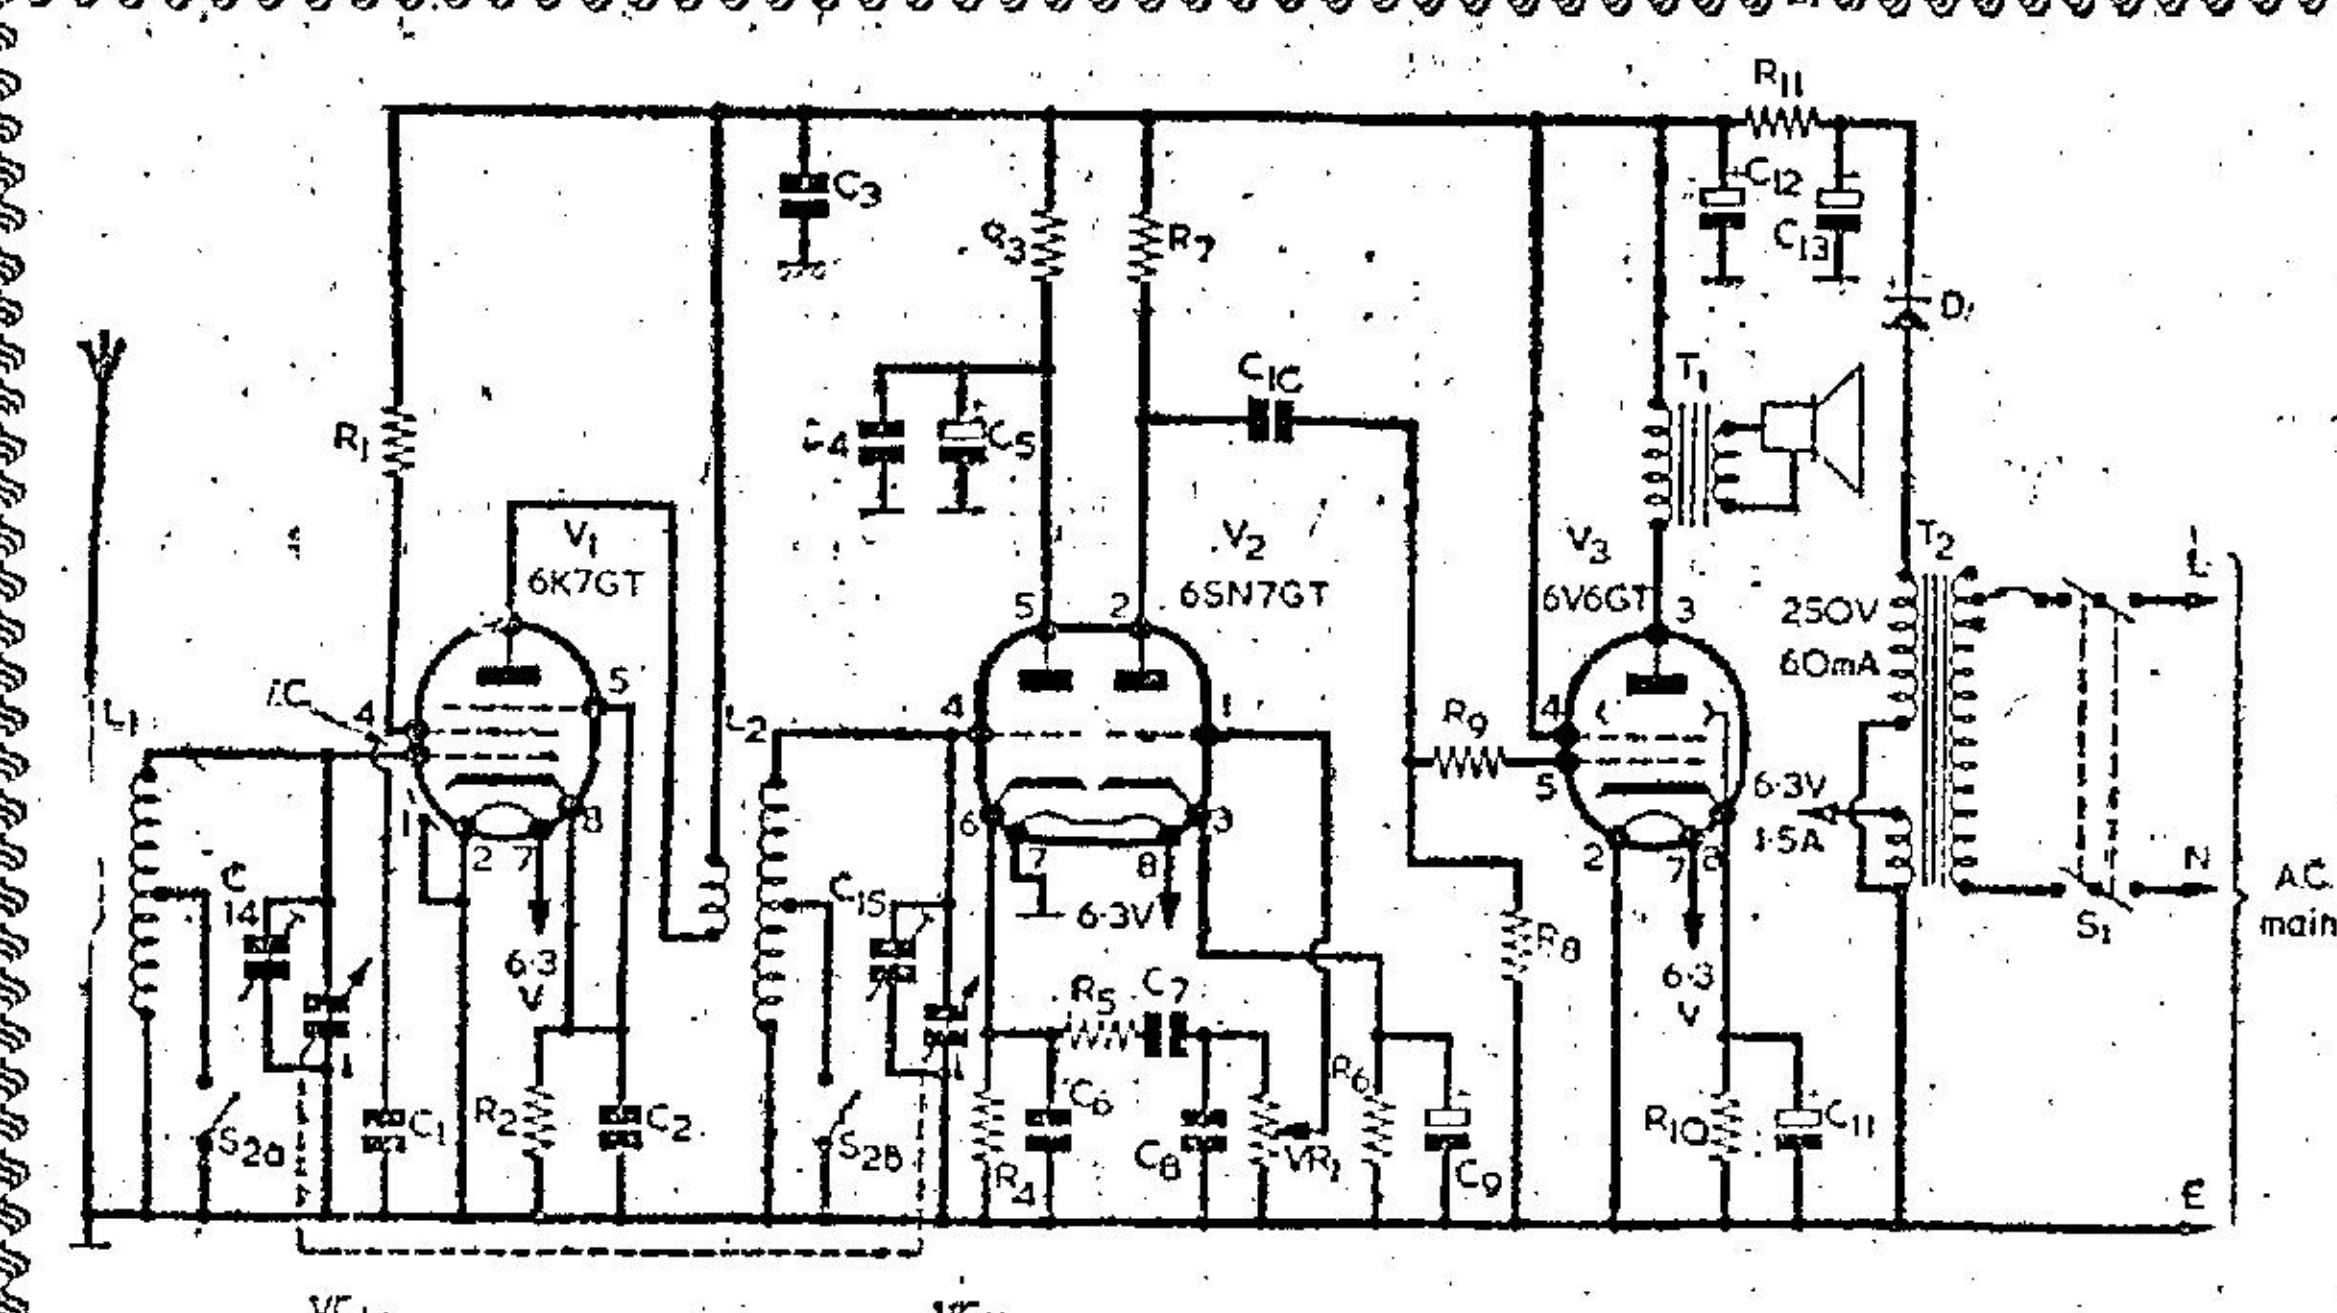 R11
C12
C3
R3
R7
C13
D1
C10
T1
R1
C4
C5
V1
V2
V3
T2
L
6K7GT
6SN7GT
6V6GT
3
250V
5
2
60mA
5
T.C.
4
L1
L2
4
1
R9
4
5
6.3V
1
8
6
3
1.5A
2
7
7
8
2
7
8
N
A.C.
main
C
14
C15
6.3V
S1
6.3
V
R5
C7
R8
6.3
V
C6
R6
C1
R2
C2
S2a
S2B
R4
C8
VR1
C9
R10
C11
E